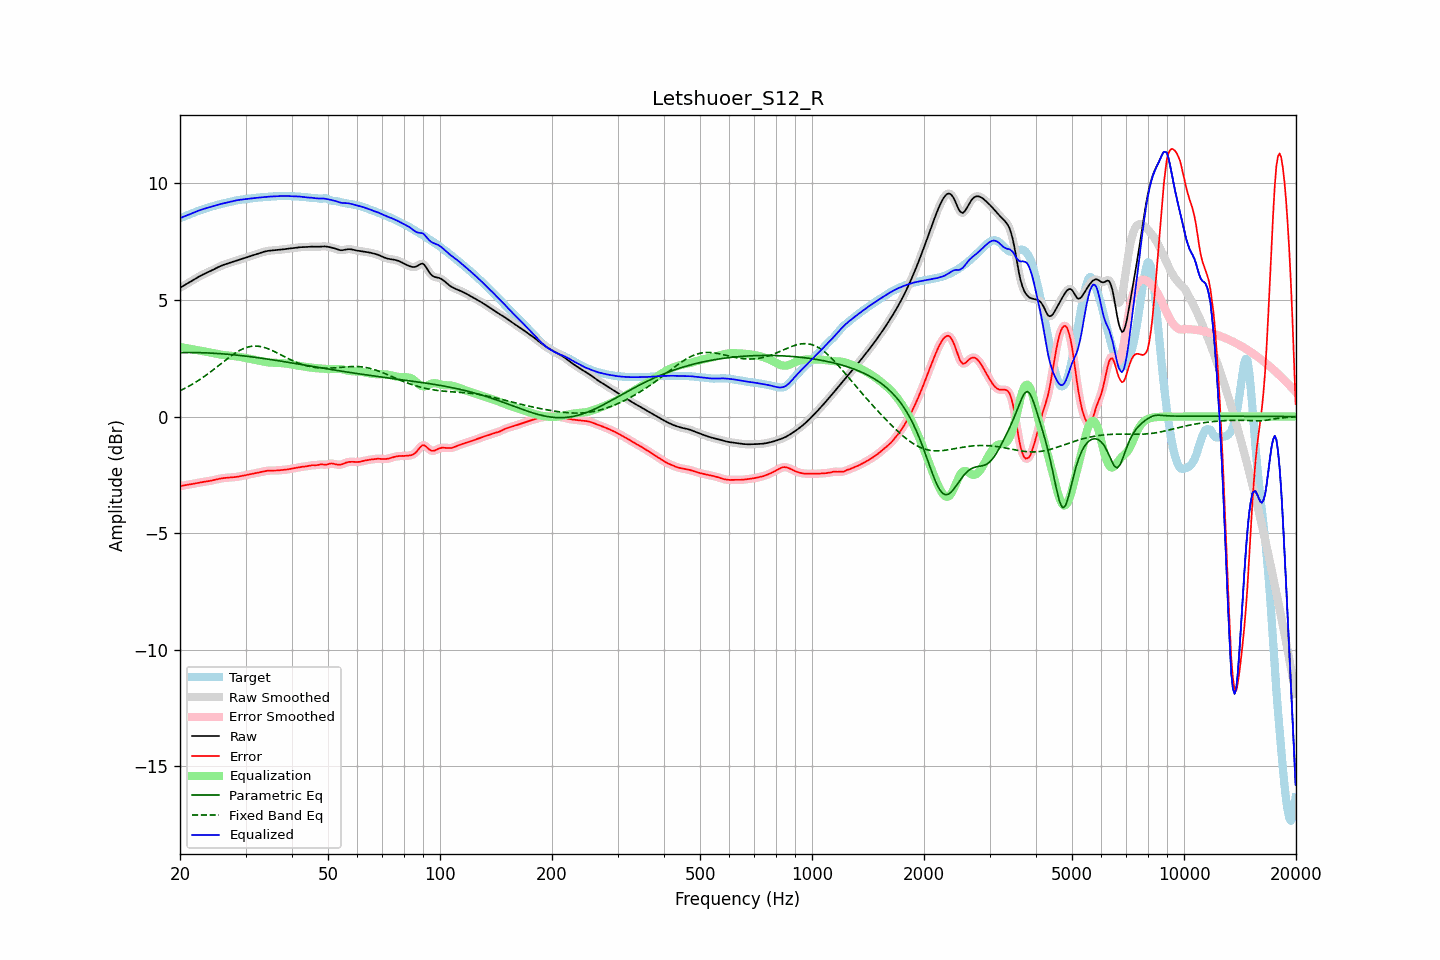 Letshuoer_S12_R
Amplitude (dBr)
10
5
0
−5
−10
−15
Target
Raw Smoothed
Error Smoothed
Raw
Error
Equalization
Parametric Eq
Fixed Band Eq
Equalized
20 50 100 200 500 1000 2000 5000 10000 20000
Frequency (Hz)